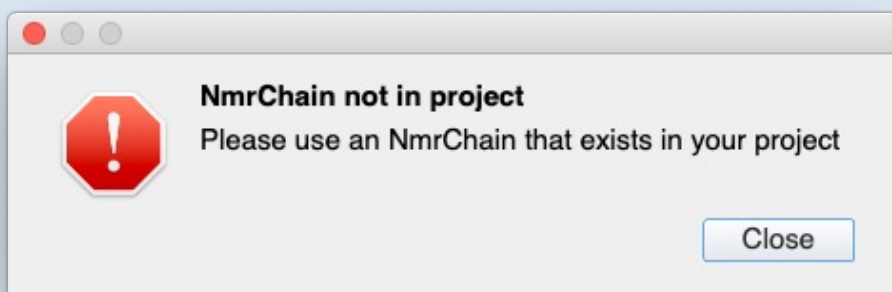 NmrChain not in project
Please use an NmrChain that exists in your project
Close